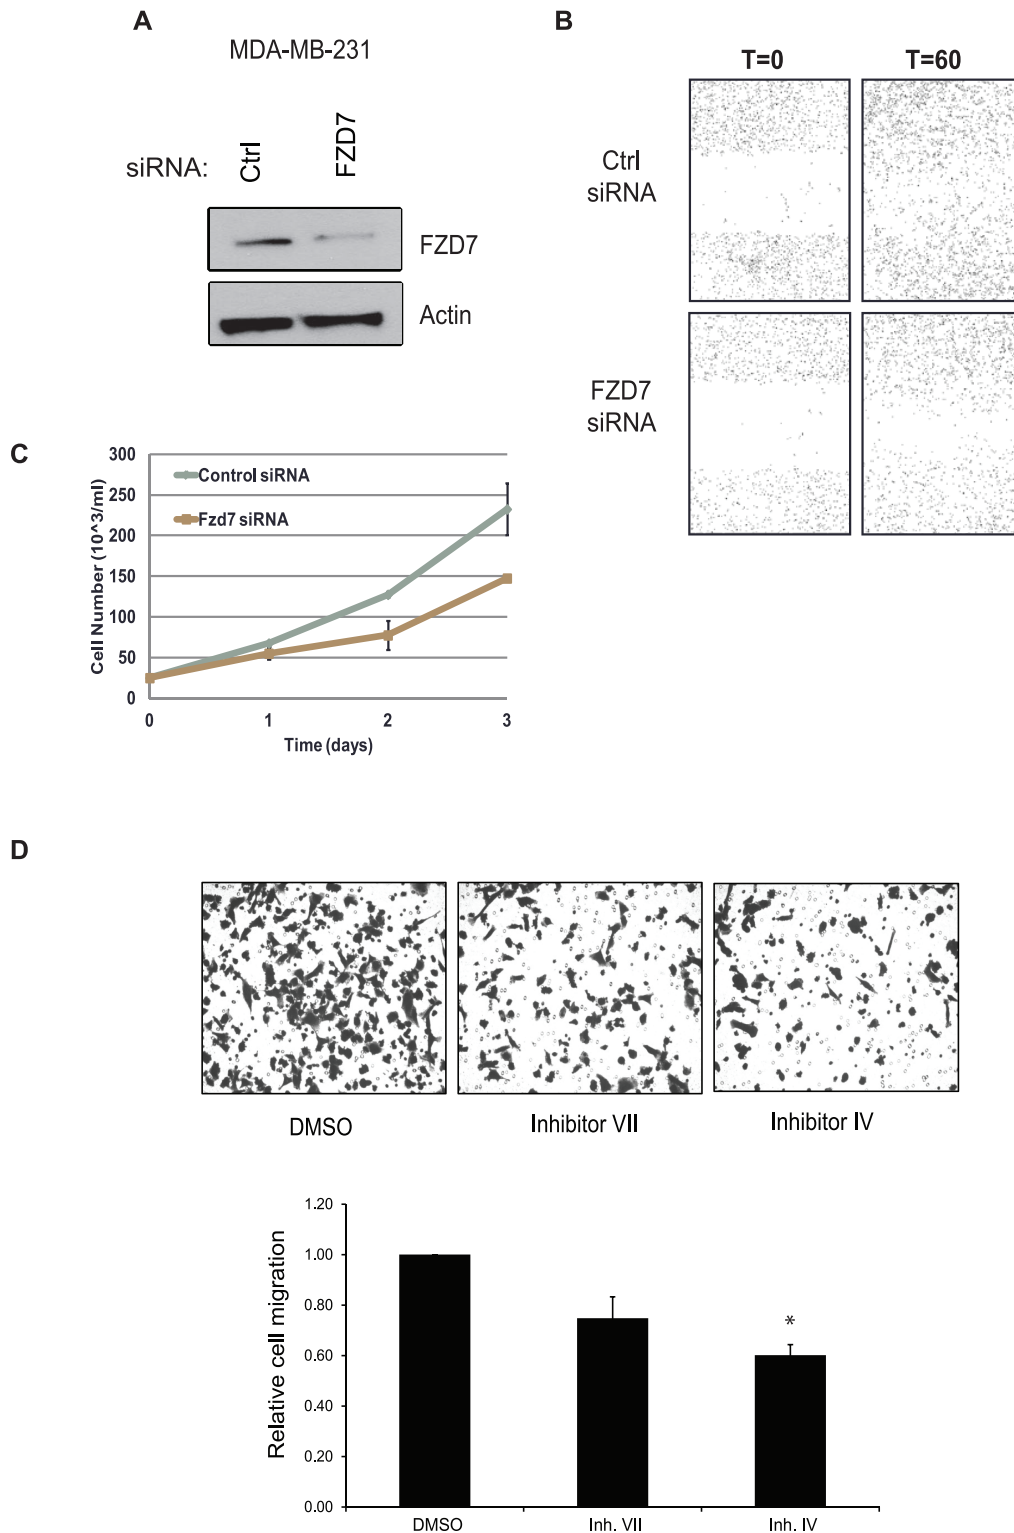 A
MDA-MB-231
siRNA:
Ctrl
FZD7
FZD7
Actin
B
T=0
T=60
Ctrl
siRNA
FZD7
siRNA
C
300
250
200
150
100
50
0
Cell Number (10^3/ml)
Control siRNA
Fzd7 siRNA
0
1
2
3
Time (days)
D
DMSO
Inhibitor VII
Inhibitor IV
1.20
1.00
0.80
0.60
0.40
0.20
0.00
Relative cell migration
*
DMSO
Inh. VII
Inh. IV